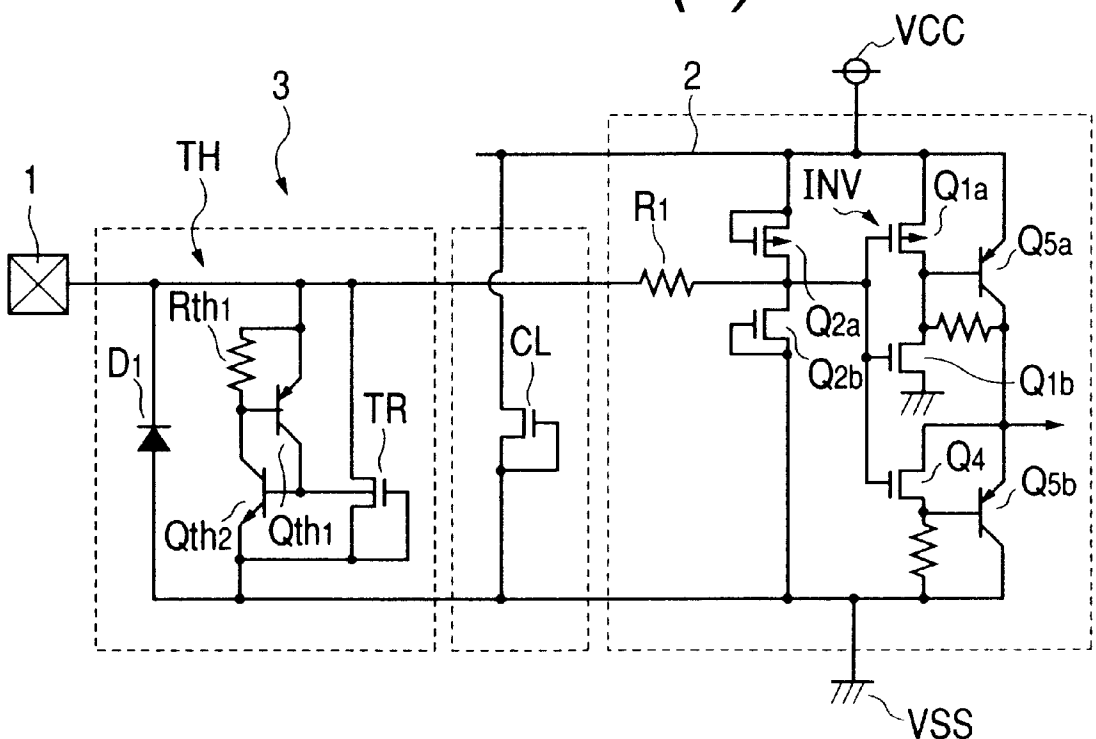 VCC
3
2
TH
1
INV
Q1a
R1
Q5a
Rth1
Q2a
D1
CL
Q2b
Q1b
TR
Q4
Q5b
Qth2
Qth1
VSS